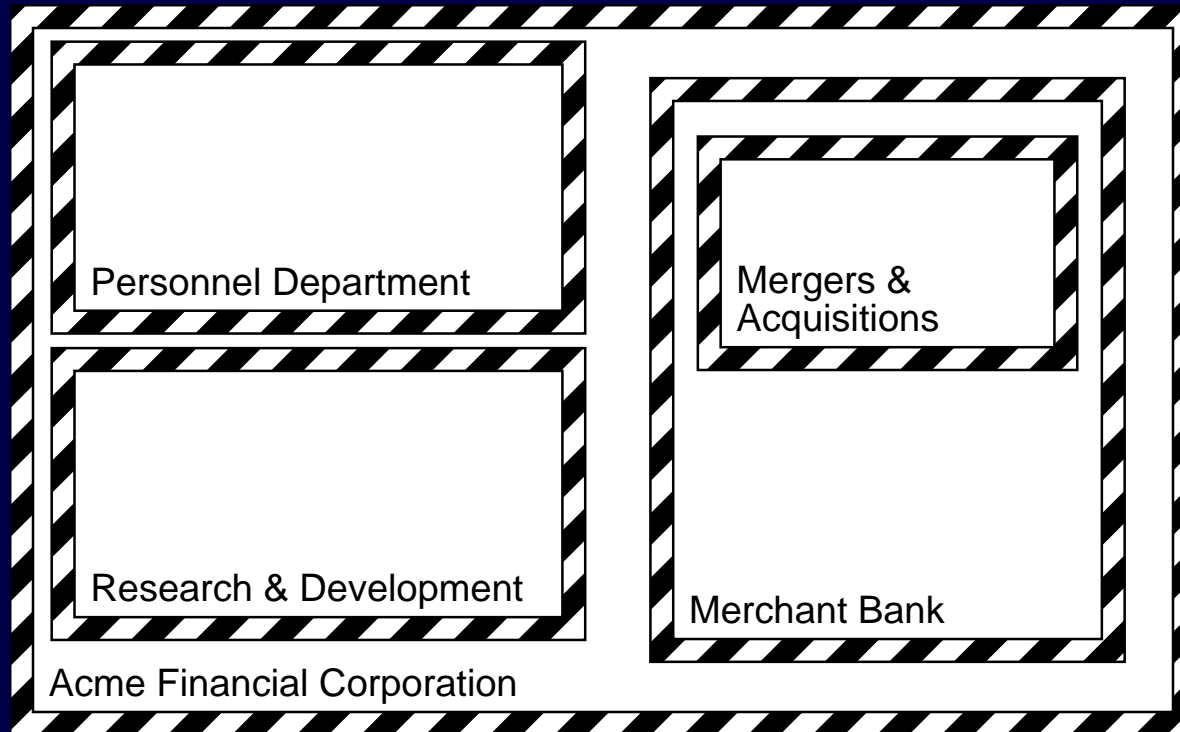 Personnel Department
Mergers &
Acquisitions
Research & Development
Merchant Bank
Acme Financial Corporation